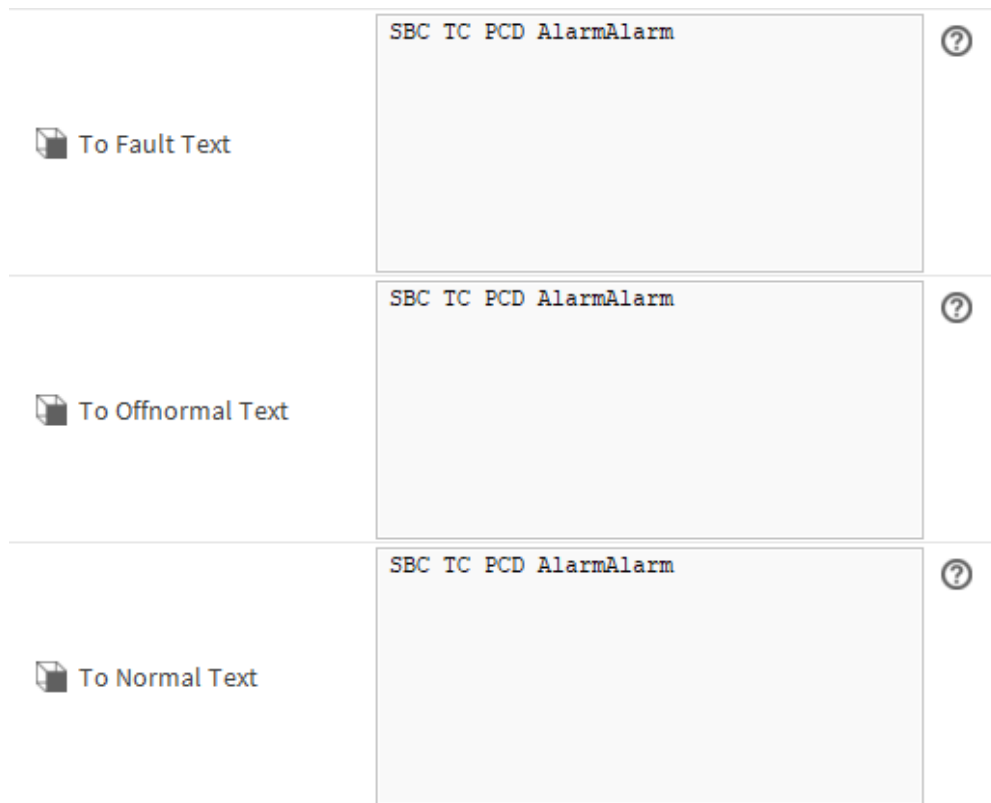 SBC TC PCD AlarmAlarm
To Fault Text
SBC TC PCD AlarmAlarm
To Offnormal Text
SBC TC PCD AlarmAlarm
To Normal Text